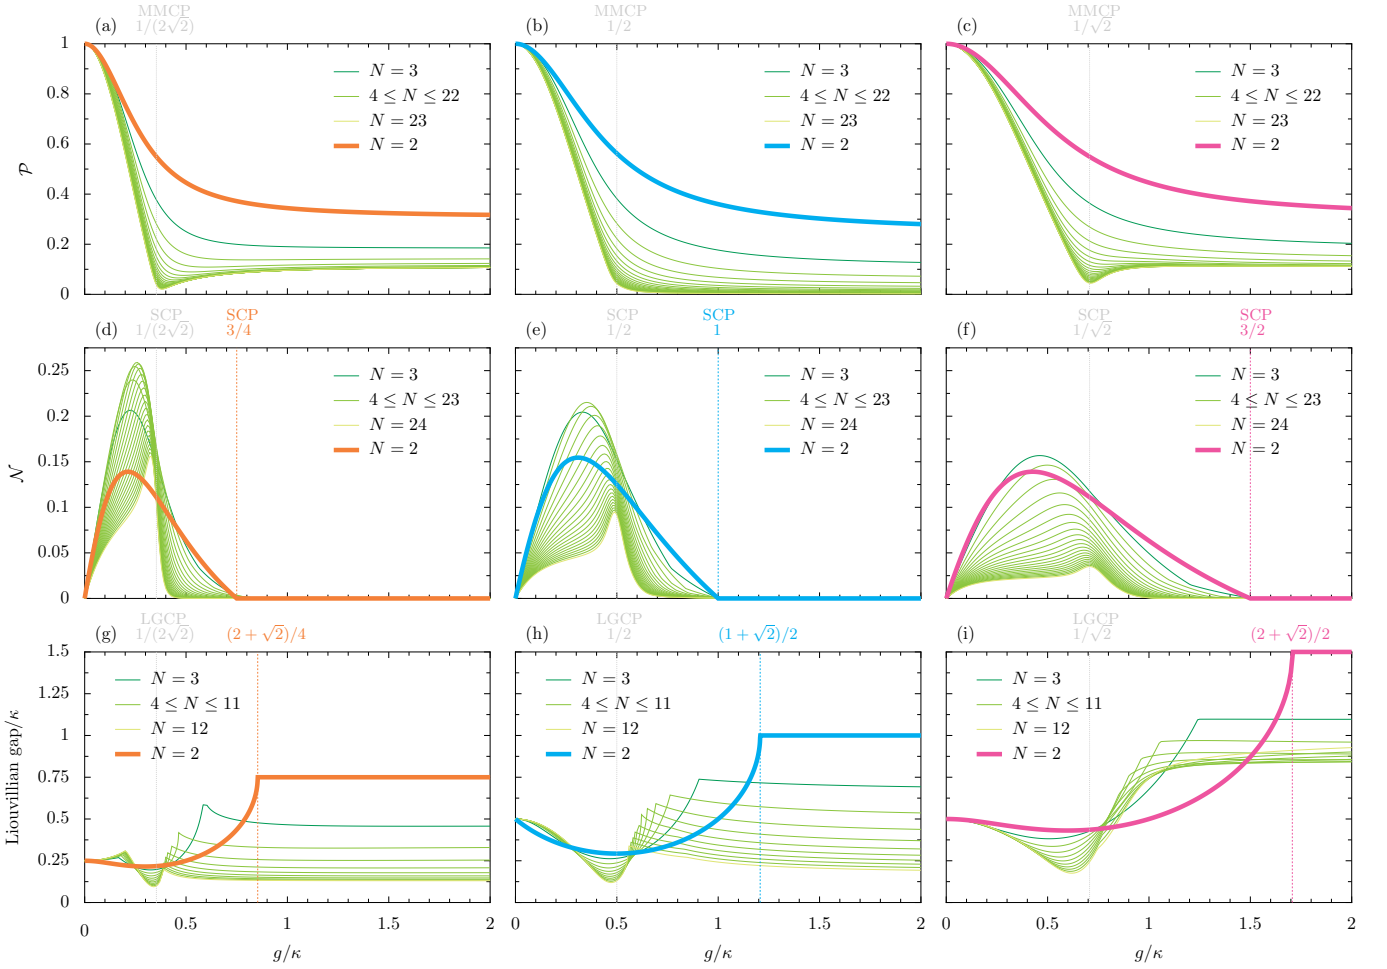 (a)
MMCP
1/(2√2)
(b)
MMCP
1/2
(c)
MMCP
1/√2
𝒫
1
0.8
0.6
0.4
0.2
0
N = 3
4 ≤ N ≤ 22
N = 23
N = 2
N = 3
4 ≤ N ≤ 22
N = 23
N = 2
N = 3
4 ≤ N ≤ 22
N = 23
N = 2
(d)
SCP
1/(2√2)
SCP
3/4
(e)
SCP
1/2
SCP
1
(f)
SCP
1/√2
SCP
3/2
𝒩
0.25
0.2
0.15
0.1
0.05
0
N = 3
4 ≤ N ≤ 23
N = 24
N = 2
N = 3
4 ≤ N ≤ 23
N = 24
N = 2
N = 3
4 ≤ N ≤ 23
N = 24
N = 2
(g)
LGCP
1/(2√2)
(2 + √2)/4
(h)
LGCP
1/2
(1 + √2)/2
(i)
LGCP
1/√2
(2 + √2)/2
Liouvillian gap/κ
1.5
1.25
1
0.75
0.5
0.25
0
N = 3
4 ≤ N ≤ 11
N = 12
N = 2
N = 3
4 ≤ N ≤ 11
N = 12
N = 2
N = 3
4 ≤ N ≤ 11
N = 12
N = 2
0 0.5 1 1.5 2
0 0.5 1 1.5 2
0 0.5 1 1.5 2
g/κ
g/κ
g/κ